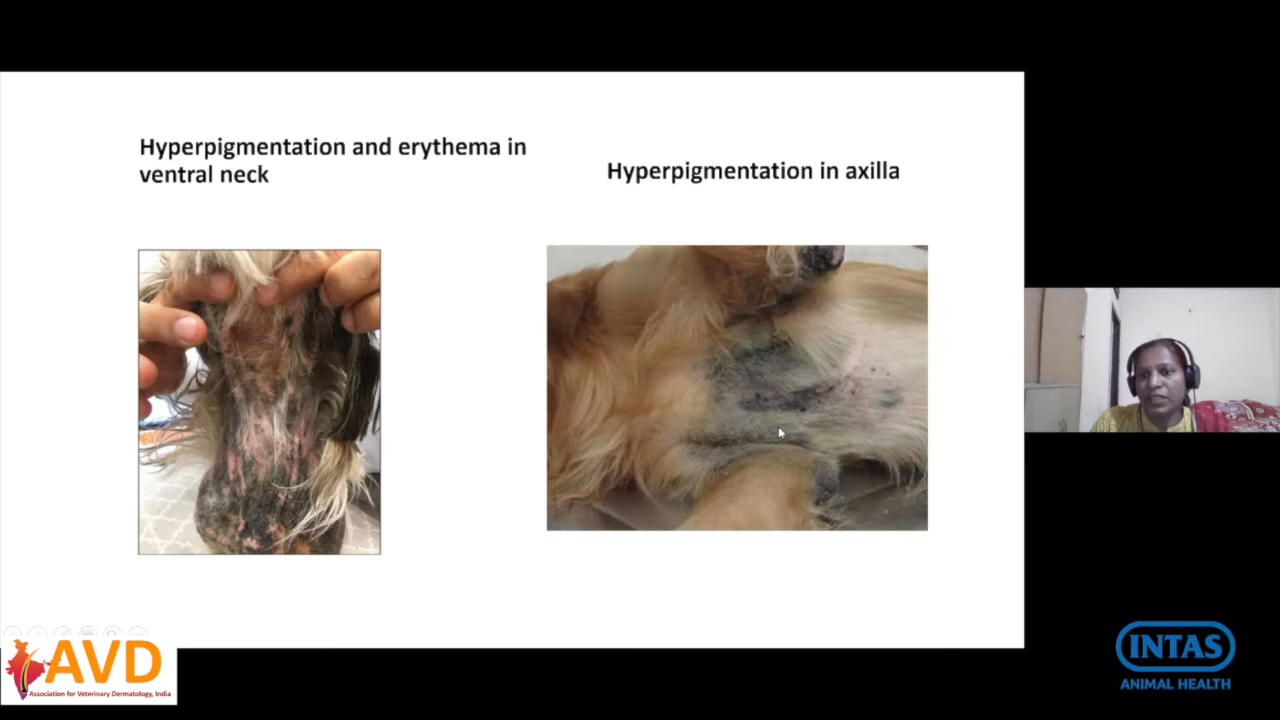 Hyperpigmentation and erythema in
ventral neck
Hyperpigmentation in axilla
AVD
Association for Veterinary Dermatology, India
INTAS
ANIMAL HEALTH